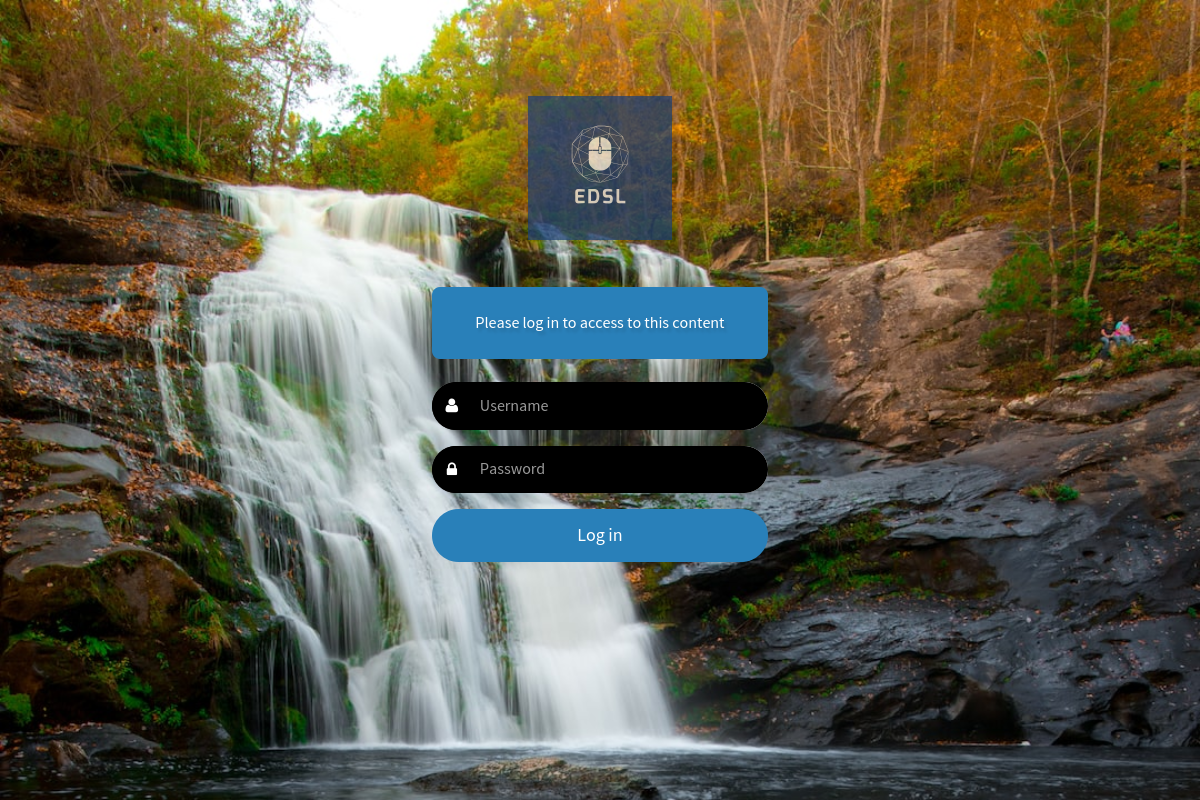 EDSL
Please log in to access to this content
Username
Password
Log in